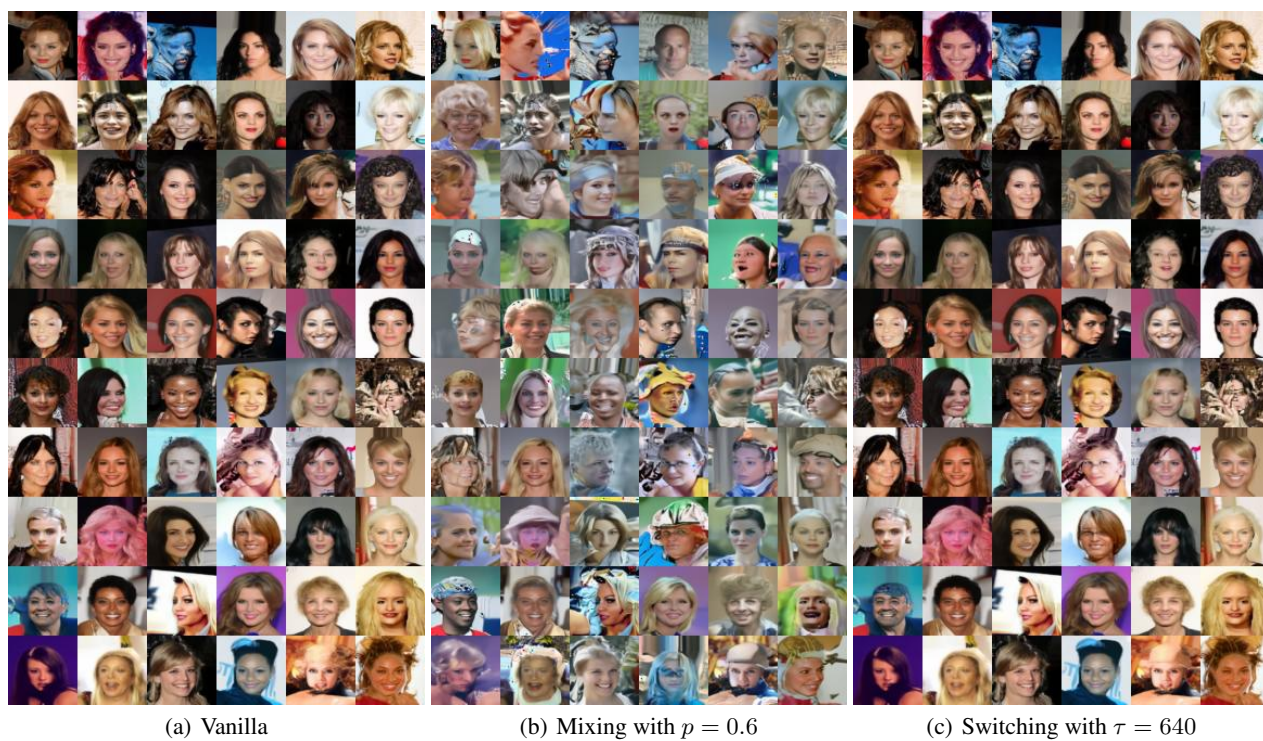 (a) Vanilla
(b) Mixing with p = 0.6
(c) Switching with τ = 640